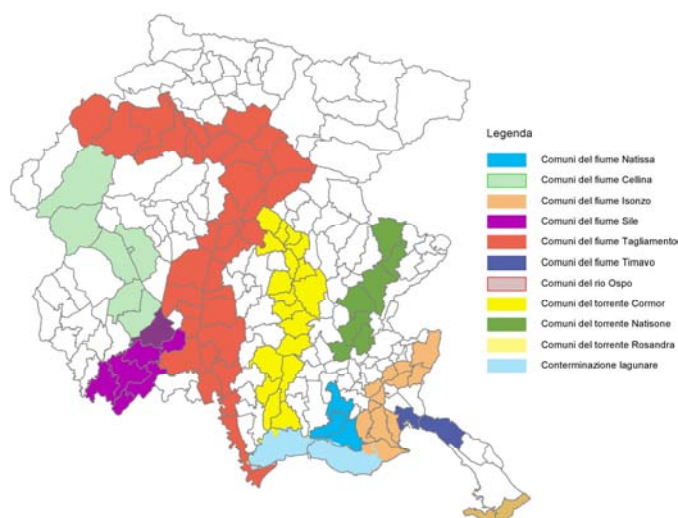 Legenda
Comuni del fiume Natissa
Comuni del fiume Cellina
Comuni del fiume Isonzo
Comuni del fiume Sile
Comuni del fiume Tagliamento
Comuni del fiume Timavo
Comuni del rio Ospo
Comuni del torrente Cormor
Comuni del torrente Natisone
Comuni del torrente Rosandra
Conterminazione lagunare